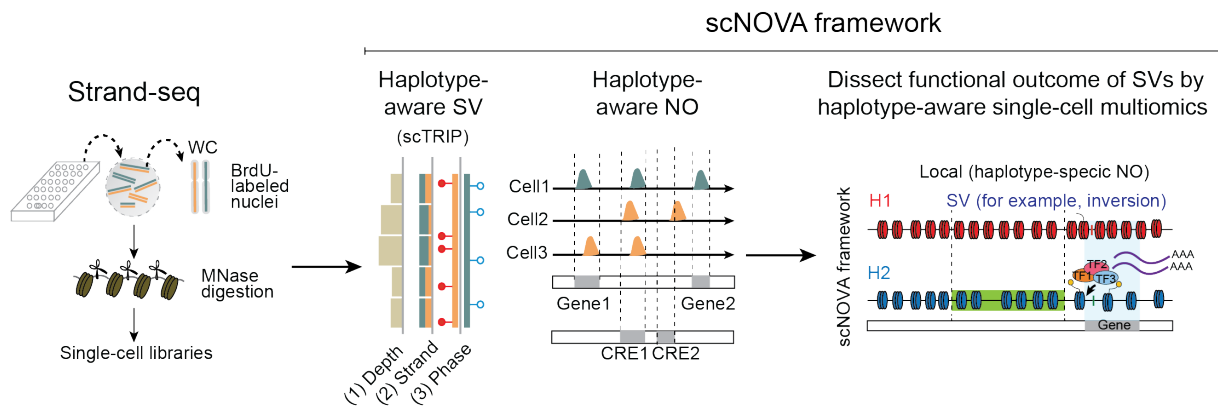 scNOVA framework
Strand-seq
WC
BrdU-
labeled
nuclei
MNase
digestion
Single-cell libraries
Haplotype-
aware SV
(scTRIP)
(1) Depth
(2) Strand
(3) Phase
Haplotype-
aware NO
Cell1
Cell2
Cell3
Gene1
Gene2
CRE1
CRE2
Dissect functional outcome of SVs by
haplotype-aware single-cell multiomics
Local (haplotype-specic NO)
H1
SV (for example, inversion)
scNOVA framework
H2
TF1
TF2
TF3
AAA
AAA
Gene